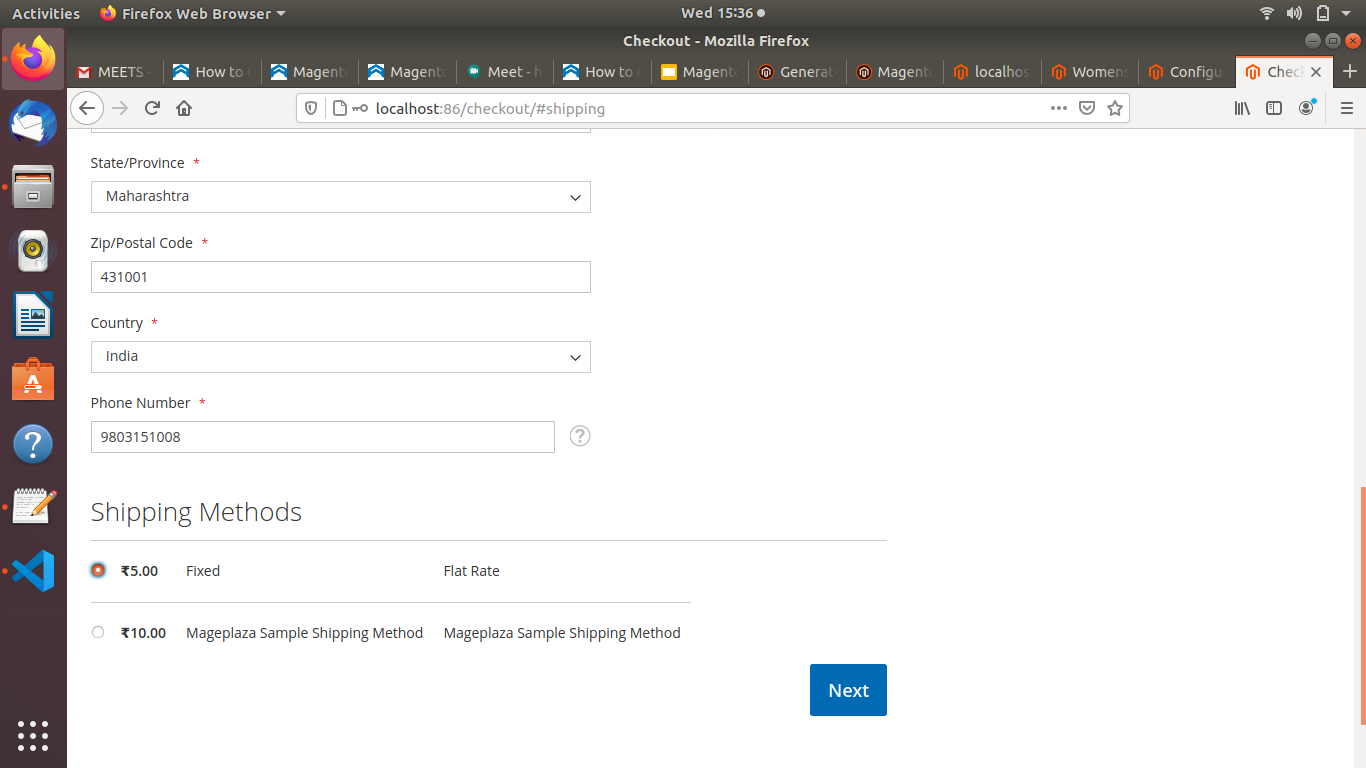 Activities Firefox Web Browser Wed 15:36
Checkout - Mozilla Firefox
MEETS - How to Magento Magento Meet - h How to Magento Generat Magento localhos Womens Configu Check
localhost:86/checkout/#shipping
State/Province *
Maharashtra
Zip/Postal Code *
431001
Country *
India
Phone Number *
9803151008
?
Shipping Methods
₹5.00 Fixed Flat Rate
₹10.00 Mageplaza Sample Shipping Method Mageplaza Sample Shipping Method
Next